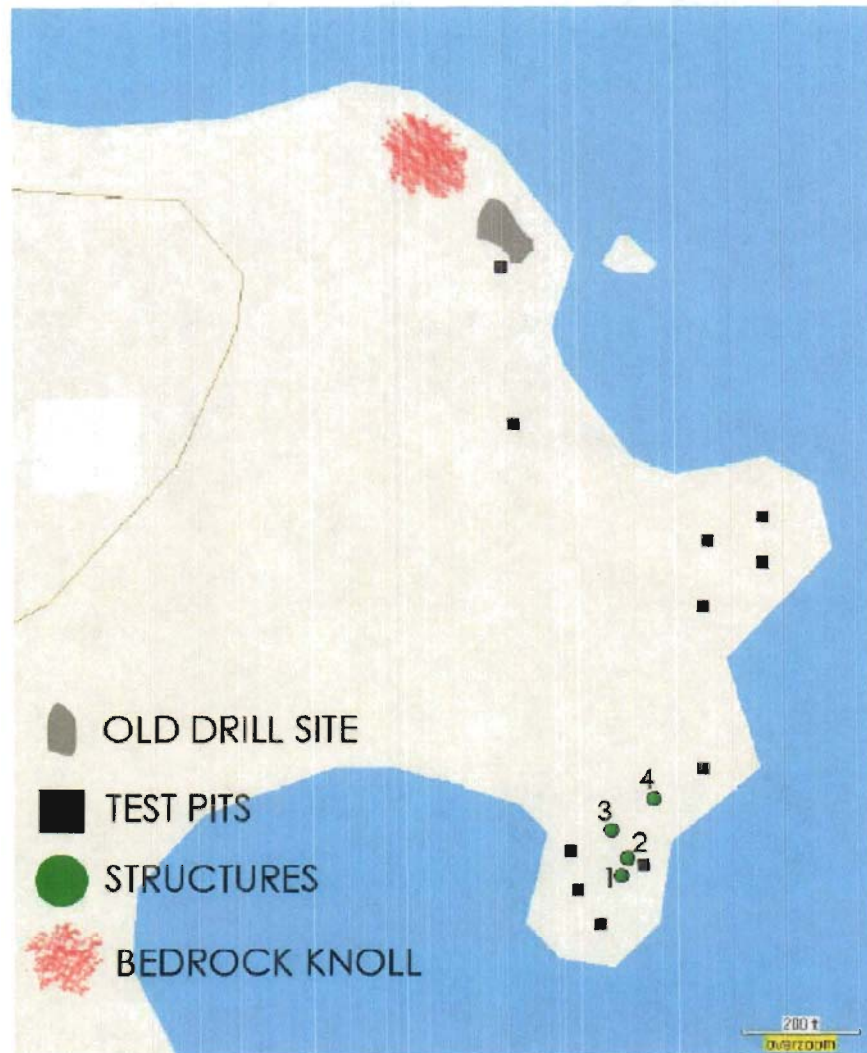 4
3
2
1
OLD DRILL SITE
TEST PITS
STRUCTURES
BEDROCK KNOLL
200 ft
overzoom